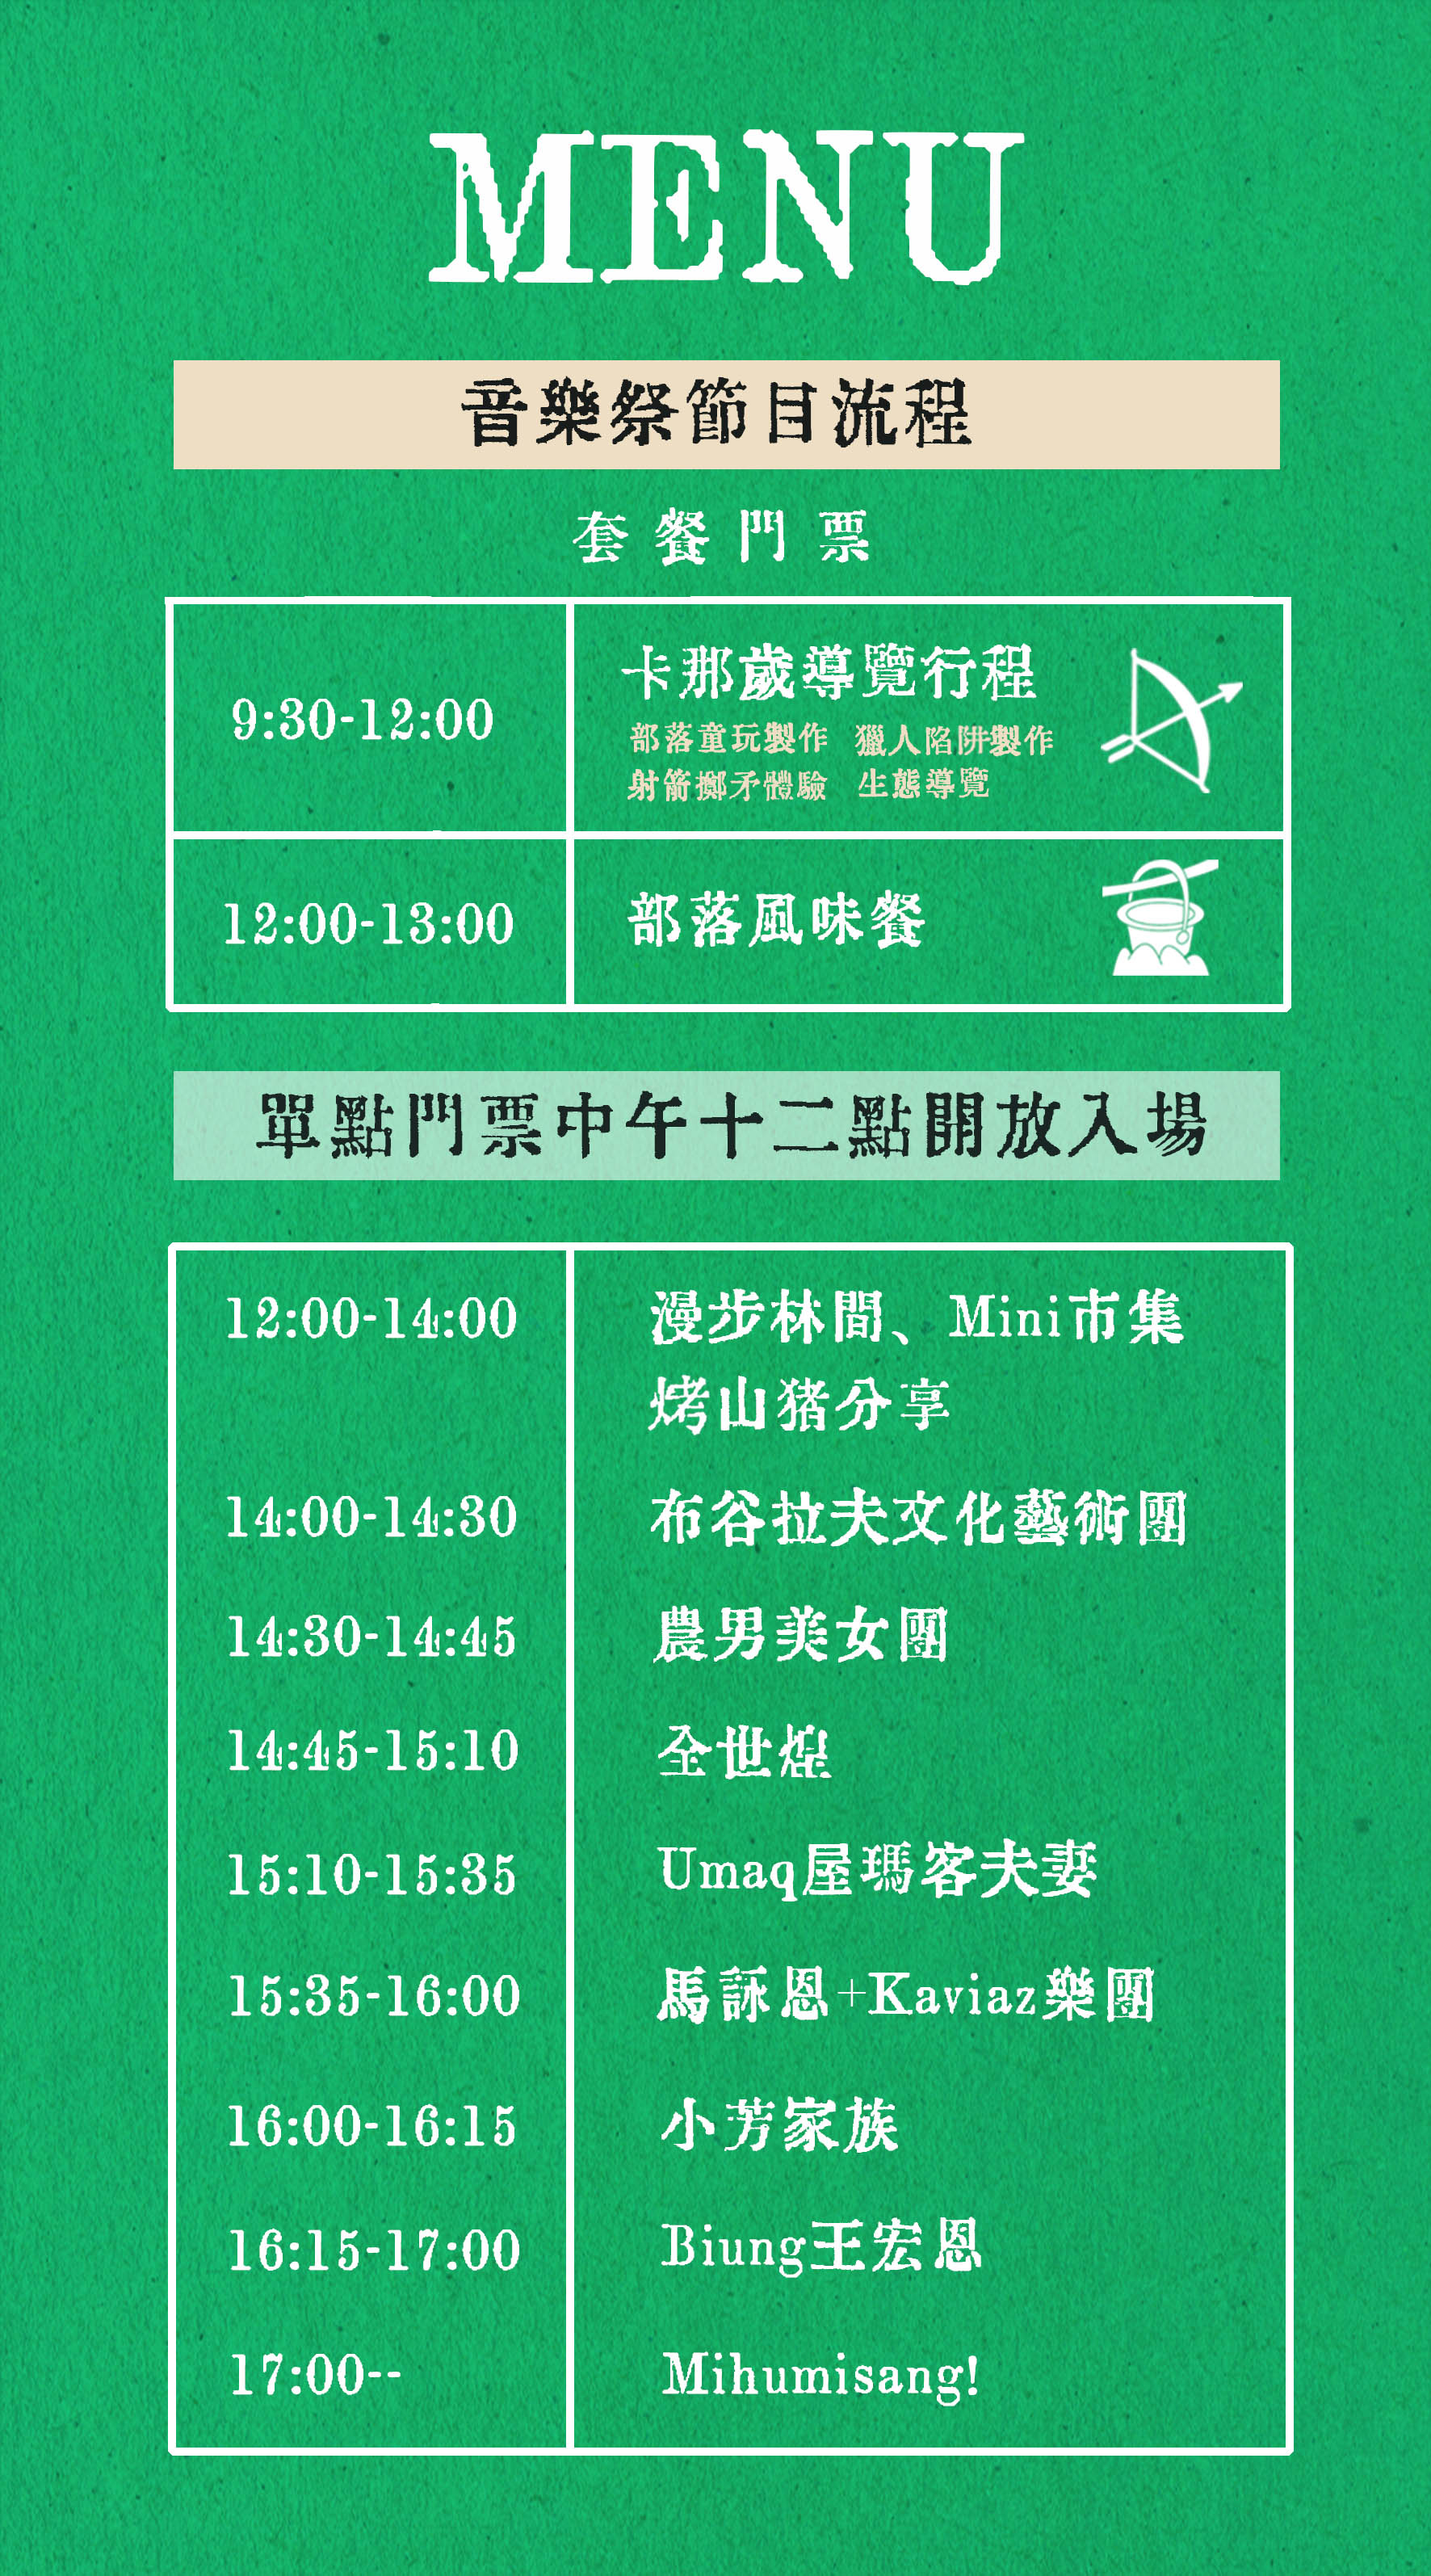 MENU
音樂祭節目流程
套餐門票
9:30-12:00
卡那歲導覽行程
部落童玩製作 獵人陷阱製作
射箭擲矛體驗 生態導覽
12:00-13:00
部落風味餐
單點門票中午十二點開放入場
12:00-14:00
漫步林間、Mini市集
烤山豬分享
14:00-14:30
布谷拉夫文化藝術團
14:30-14:45
農男美女團
14:45-15:10
全世煌
15:10-15:35
Umaq屋瑪客夫妻
15:35-16:00
馬詠恩+Kaviaz樂團
16:00-16:15
小芳家族
16:15-17:00
Biung王宏恩
17:00--
Mihumisang!